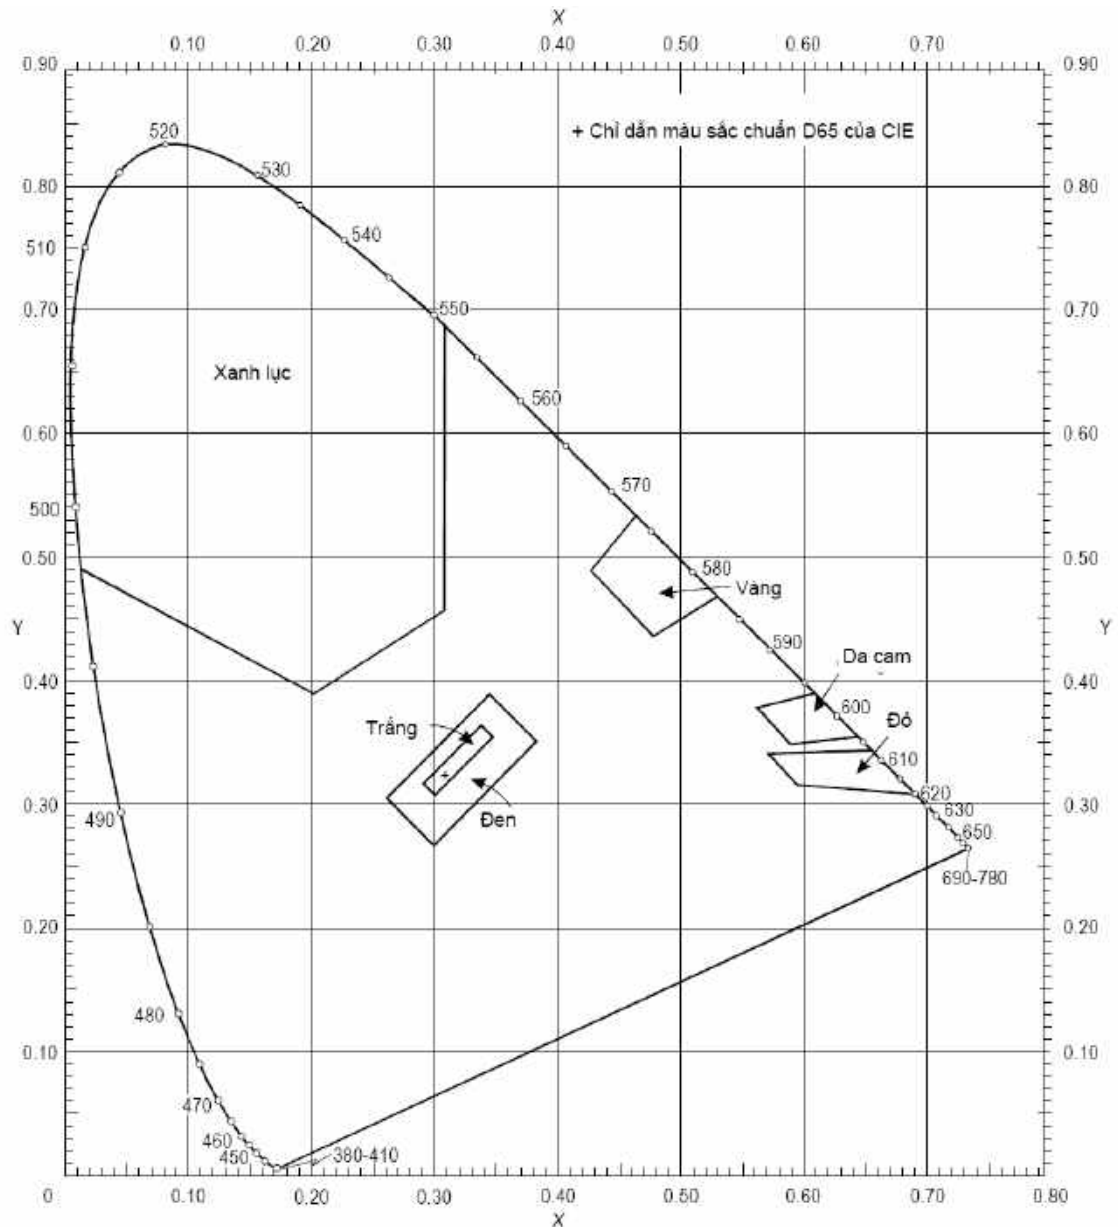 X
0.10 0.20 0.30 0.40 0.50 0.60 0.70
0.90 0.90
+ Chỉ dẫn màu sắc chuẩn D65 của CIE
520
530
0.80 0.80
540
510
550
0.70 0.70
Xanh lục
560
0.60 0.60
570
500
0.50 0.50
580
Vàng
Y Y
590
Da cam
0.40 0.40
600
Đỏ
Trắng
610
620
0.30 0.30
630
Đen
490
650
690-780
0.20 0.20
480
0.10 0.10
470
460
450
380-410
0 0.10 0.20 0.30 0.40 0.50 0.60 0.70 0.80
X